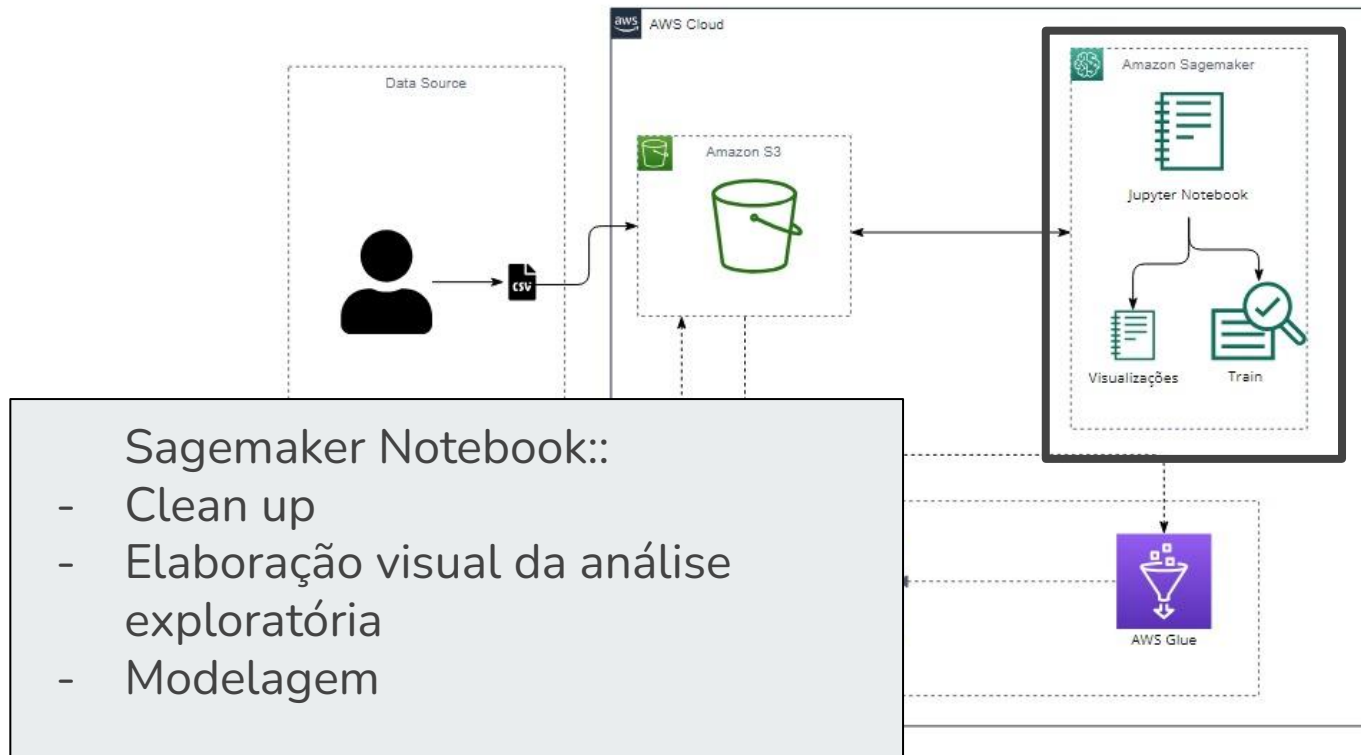 aws
AWS Cloud
Data Source
Amazon Sagemaker
Amazon S3
Jupyter Notebook
CSV
Visualizações
Train
Sagemaker Notebook::
- Clean up
- Elaboração visual da análise
exploratória
- Modelagem
AWS Glue